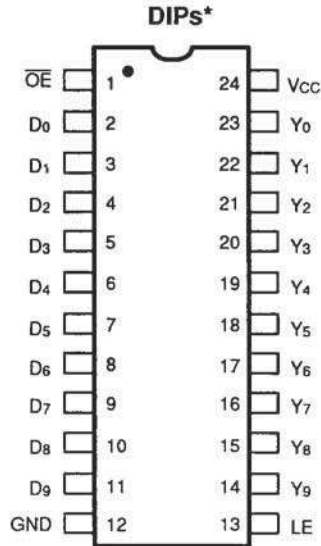 DIPs*
OE 1 24 VCC
D0 2 23 Y0
D1 3 22 Y1
D2 4 21 Y2
D3 5 20 Y3
D4 6 19 Y4
D5 7 18 Y5
D6 8 17 Y6
D7 9 16 Y7
D8 10 15 Y8
D9 11 14 Y9
GND 12 13 LE